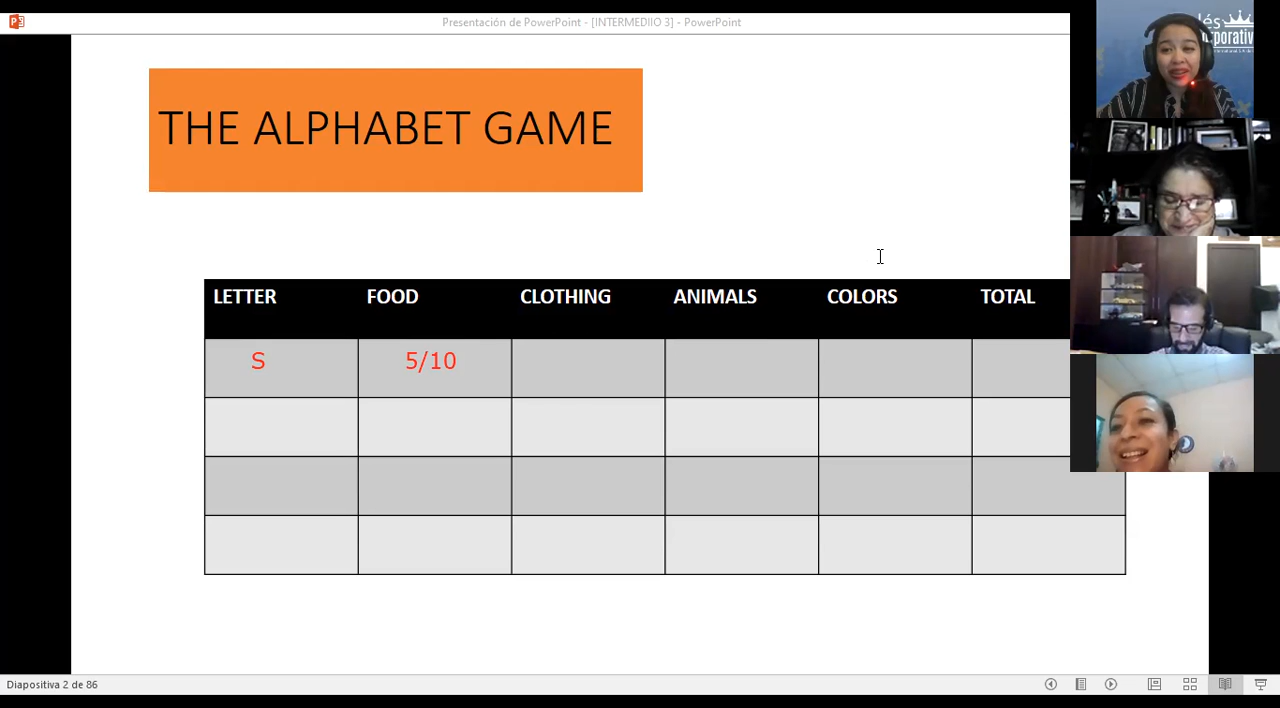 Presentación de PowerPoint - [INTERMEDIIO 3] - PowerPoint
THE ALPHABET GAME
LETTER FOOD CLOTHING ANIMALS COLORS TOTAL
S 5/10
Diapositiva 2 de 86